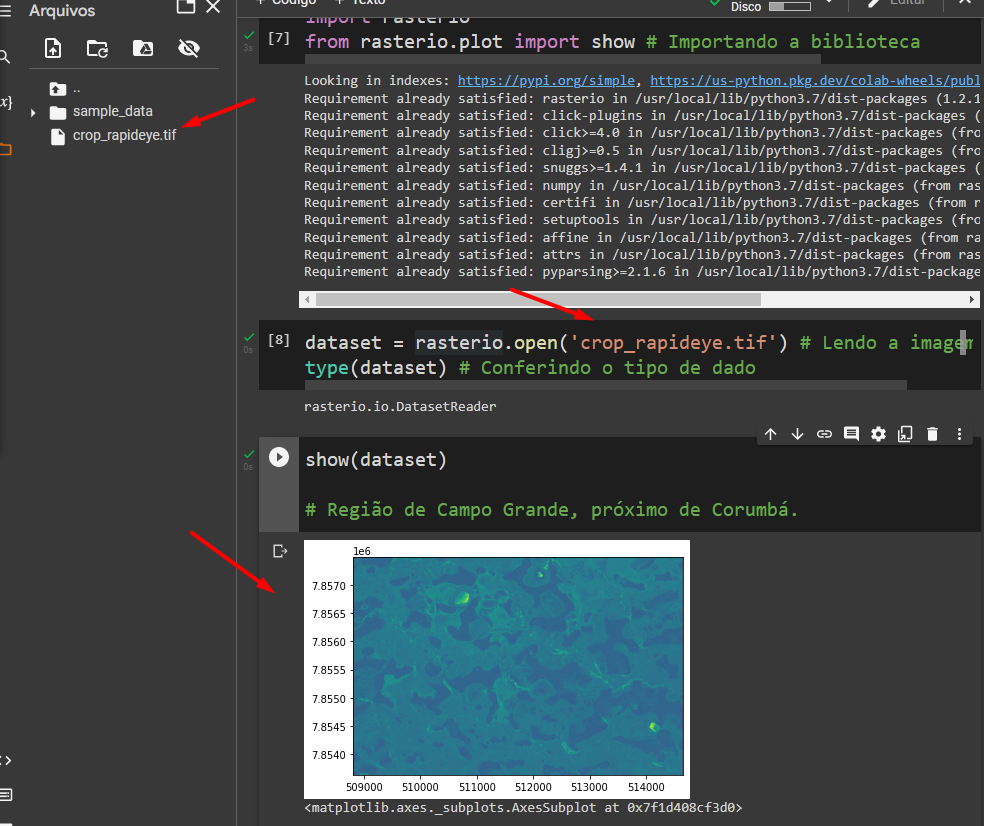 Arquivos
..
sample_data
crop_rapideye.tif
Código
Texto
Disco
Editar
3s
[7]
import rasterio
from rasterio.plot import show # Importando a biblioteca
Looking in indexes: https://pypi.org/simple, https://us-python.pkg.dev/colab-wheels/publ
Requirement already satisfied: rasterio in /usr/local/lib/python3.7/dist-packages (1.2.1
Requirement already satisfied: click-plugins in /usr/local/lib/python3.7/dist-packages (
Requirement already satisfied: click>=4.0 in /usr/local/lib/python3.7/dist-packages (fro
Requirement already satisfied: cligj>=0.5 in /usr/local/lib/python3.7/dist-packages (fro
Requirement already satisfied: snuggs>=1.4.1 in /usr/local/lib/python3.7/dist-packages (
Requirement already satisfied: numpy in /usr/local/lib/python3.7/dist-packages (from ras
Requirement already satisfied: certifi in /usr/local/lib/python3.7/dist-packages (from r
Requirement already satisfied: setuptools in /usr/local/lib/python3.7/dist-packages (fro
Requirement already satisfied: affine in /usr/local/lib/python3.7/dist-packages (from ra
Requirement already satisfied: attrs in /usr/local/lib/python3.7/dist-packages (from ras
Requirement already satisfied: pyparsing>=2.1.6 in /usr/local/lib/python3.7/dist-package
0s
[8]
dataset = rasterio.open('crop_rapideye.tif') # Lendo a imagem
type(dataset) # Conferindo o tipo de dado
rasterio.io.DatasetReader
0s
show(dataset)
# Região de Campo Grande, próximo de Corumbá.
1e6
7.8570
7.8565
7.8560
7.8555
7.8550
7.8545
7.8540
509000 510000 511000 512000 513000 514000
<matplotlib.axes._subplots.AxesSubplot at 0x7f1d408cf3d0>